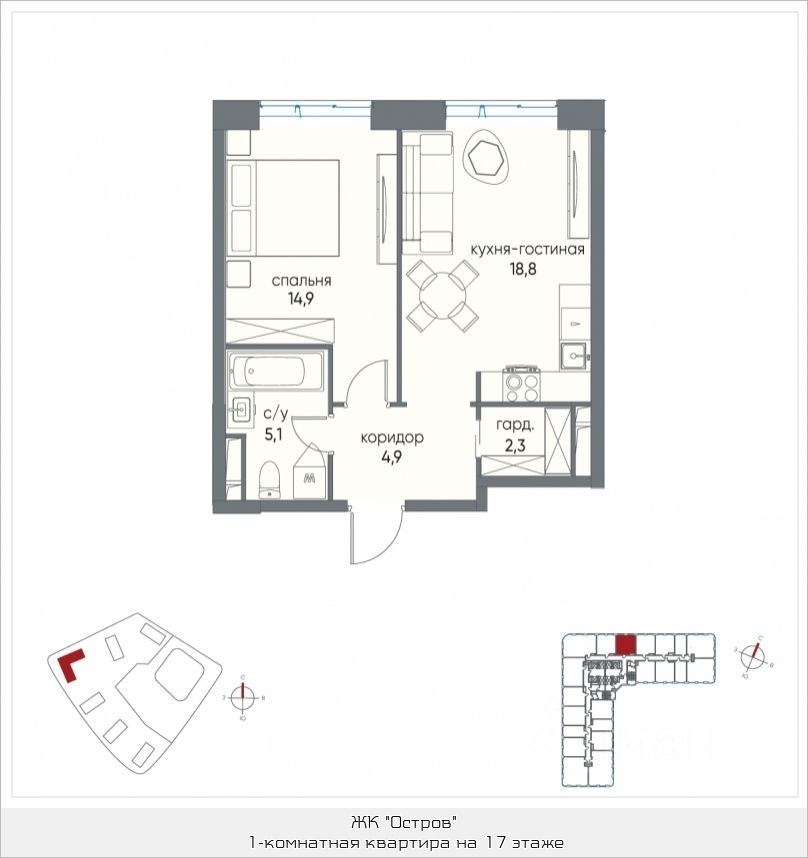 спальня
14,9
кухня-гостиная
18,8
с/у
5,1
коридор
4,9
гард.
2,3
W
С
З В
Ю
С
З В
Ю
ЖК "Остров"
1-комнатная квартира на 17 этаже